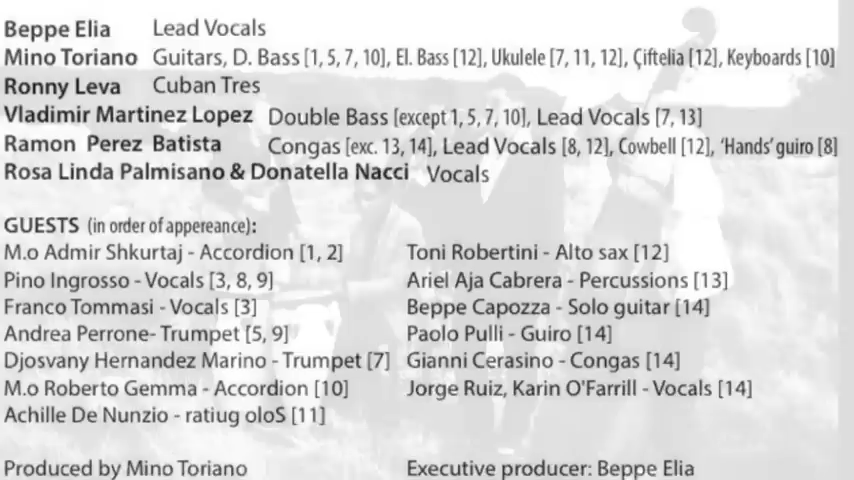 Beppe Elia Lead Vocals
Mino Toriano Guitars, D. Bass [1, 5, 7, 10], El. Bass [12], Ukulele [7, 11, 12], Çiftelia [12], Keyboards [10]
Ronny Leva Cuban Tres
Vladimir Martinez Lopez Double Bass [except 1, 5, 7, 10], Lead Vocals [7, 13]
Ramon Perez Batista Congas [exc. 13, 14], Lead Vocals [8, 12], Cowbell [12], ‘Hands’ guiro [8]
Rosa Linda Palmisano & Donatella Nacci Vocals
GUESTS (in order of appereance):
M.o Admir Shkurtaj - Accordion [1, 2]
Pino Ingrosso - Vocals [3, 8, 9]
Franco Tommasi - Vocals [3]
Andrea Perrone- Trumpet [5, 9]
Djosvany Hernandez Marino - Trumpet [7]
M.o Roberto Gemma - Accordion [10]
Achille De Nunzio - ratiug oloS [11]
Toni Robertini - Alto sax [12]
Ariel Aja Cabrera - Percussions [13]
Beppe Capozza - Solo guitar [14]
Paolo Pulli - Guiro [14]
Gianni Cerasino - Congas [14]
Jorge Ruiz, Karin O'Farrill - Vocals [14]
Produced by Mino Toriano
Executive producer: Beppe Elia